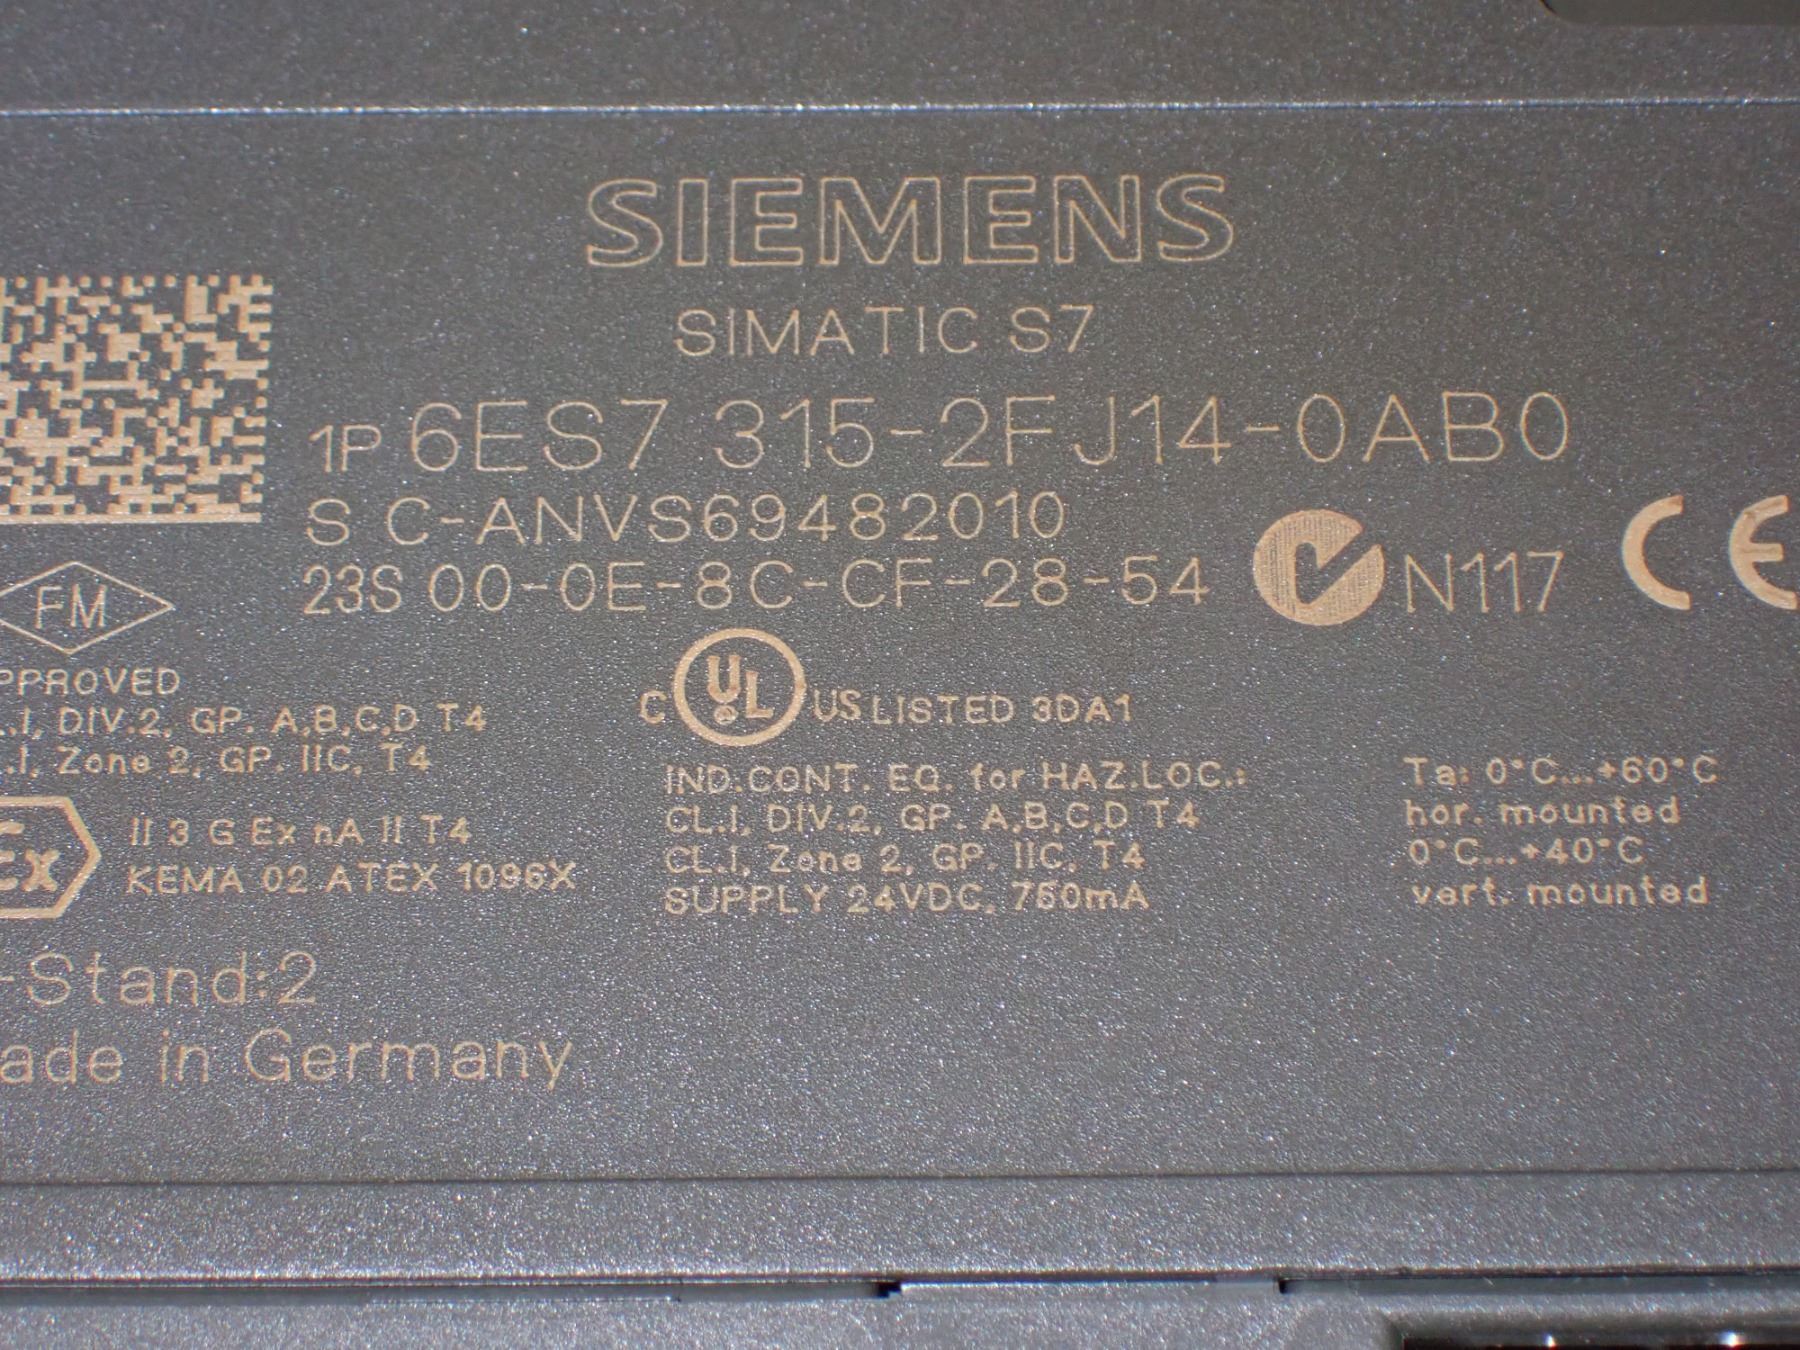 SIEMENS
SIMATIC S7
1P 6ES7 315-2FJ14-0AB0
S C-ANVS69482010
23S 00-0E-8C-CF-28-54
N117
CE
FM
PPROVED
.I, DIV.2, GP. A,B,C,D T4
.I, Zone 2, GP. IIC, T4
Ex
II 3 G Ex nA II T4
KEMA 02 ATEX 1096X
-Stand:2
ade in Germany
C UL US LISTED 3DA1
IND.CONT. EQ. for HAZ.LOC.:
CL.I, DIV.2, GP. A,B,C,D T4
CL.I, Zone 2, GP. IIC, T4
SUPPLY 24VDC, 750mA
Ta: 0°C...+60°C
hor. mounted
0°C...+40°C
vert. mounted